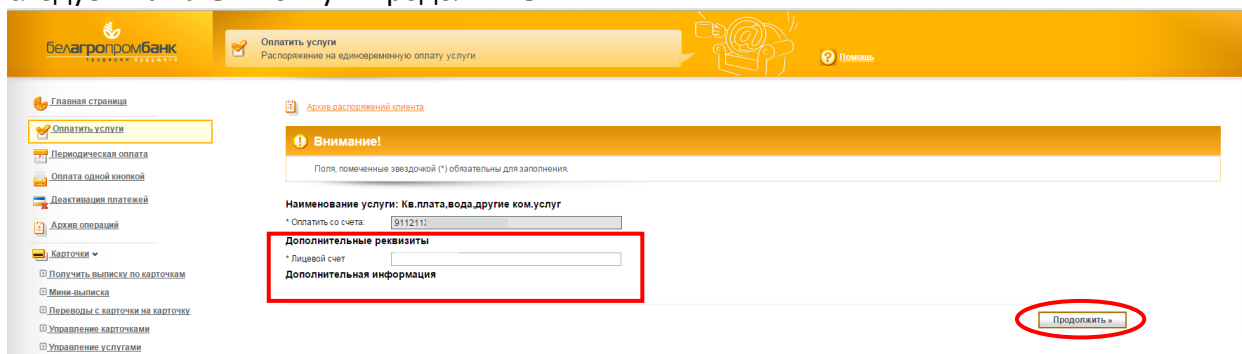 белагропромбанк
традиции будущего
Оплатить услуги
Распоряжение на единовременную оплату услуги
Помощь
Главная страница
Оплатить услуги
Периодическая оплата
Оплата одной кнопкой
Деактивация платежей
Архив операций
Карточки
Получить выписку по карточкам
Мини-выписка
Переводы с карточки на карточку
Управление карточками
Управление услугами
Архив распоряжений клиента
Внимание!
Поля, помеченные звездочкой (*) обязательны для заполнения.
Наименование услуги: Кв.плата,вода,другие ком.услуг
* Оплатить со счета: 911211
Дополнительные реквизиты
* Лицевой счет
Дополнительная информация
Продолжить »